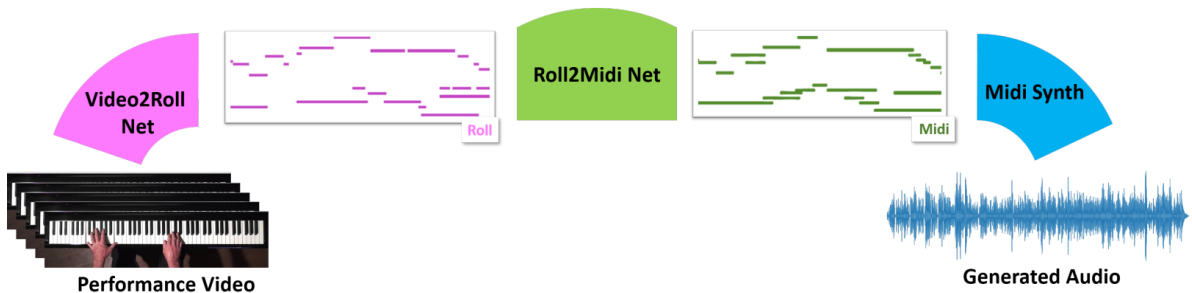 Video2Roll
Net
Roll
Roll2Midi Net
Midi
Midi Synth
Performance Video
Generated Audio